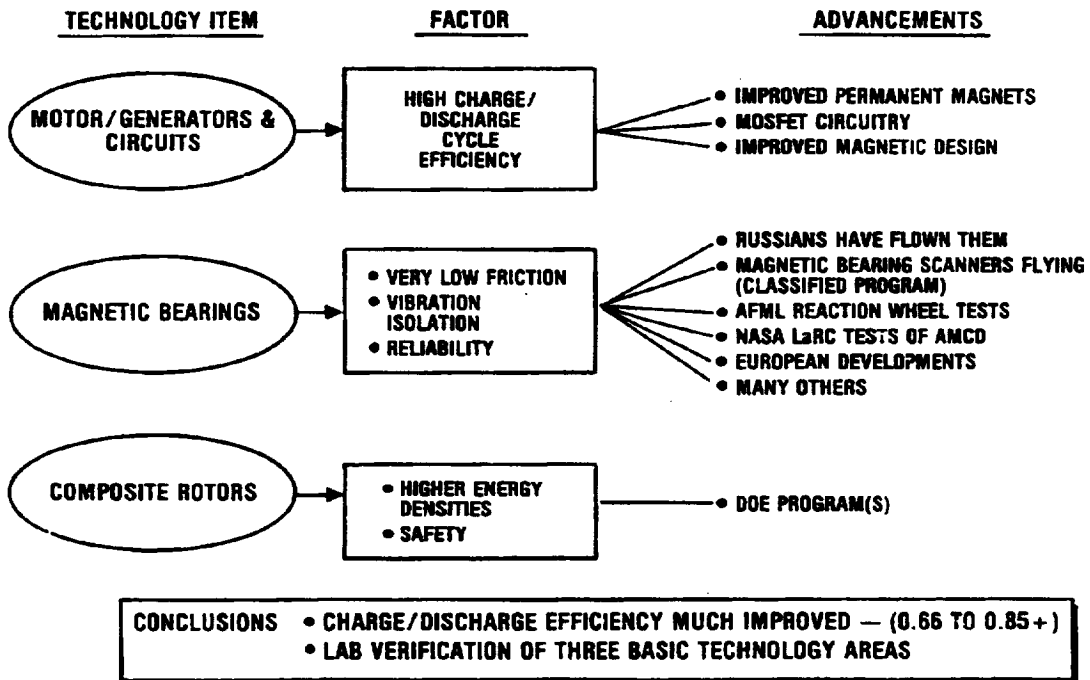 TECHNOLOGY ITEM FACTOR ADVANCEMENTS
MOTOR/GENERATORS &
CIRCUITS
HIGH CHARGE/
DISCHARGE
CYCLE
EFFICIENCY
• IMPROVED PERMANENT MAGNETS
• MOSFET CIRCUITRY
• IMPROVED MAGNETIC DESIGN
MAGNETIC BEARINGS
• VERY LOW FRICTION
• VIBRATION
ISOLATION
• RELIABILITY
• RUSSIANS HAVE FLOWN THEM
• MAGNETIC BEARING SCANNERS FLYING
(CLASSIFIED PROGRAM)
• AFML REACTION WHEEL TESTS
• NASA LaRC TESTS OF AMCD
• EUROPEAN DEVELOPMENTS
• MANY OTHERS
COMPOSITE ROTORS
• HIGHER ENERGY
DENSITIES
• SAFETY
• DOE PROGRAM(S)
CONCLUSIONS • CHARGE/DISCHARGE EFFICIENCY MUCH IMPROVED — (0.66 TO 0.85+)
• LAB VERIFICATION OF THREE BASIC TECHNOLOGY AREAS